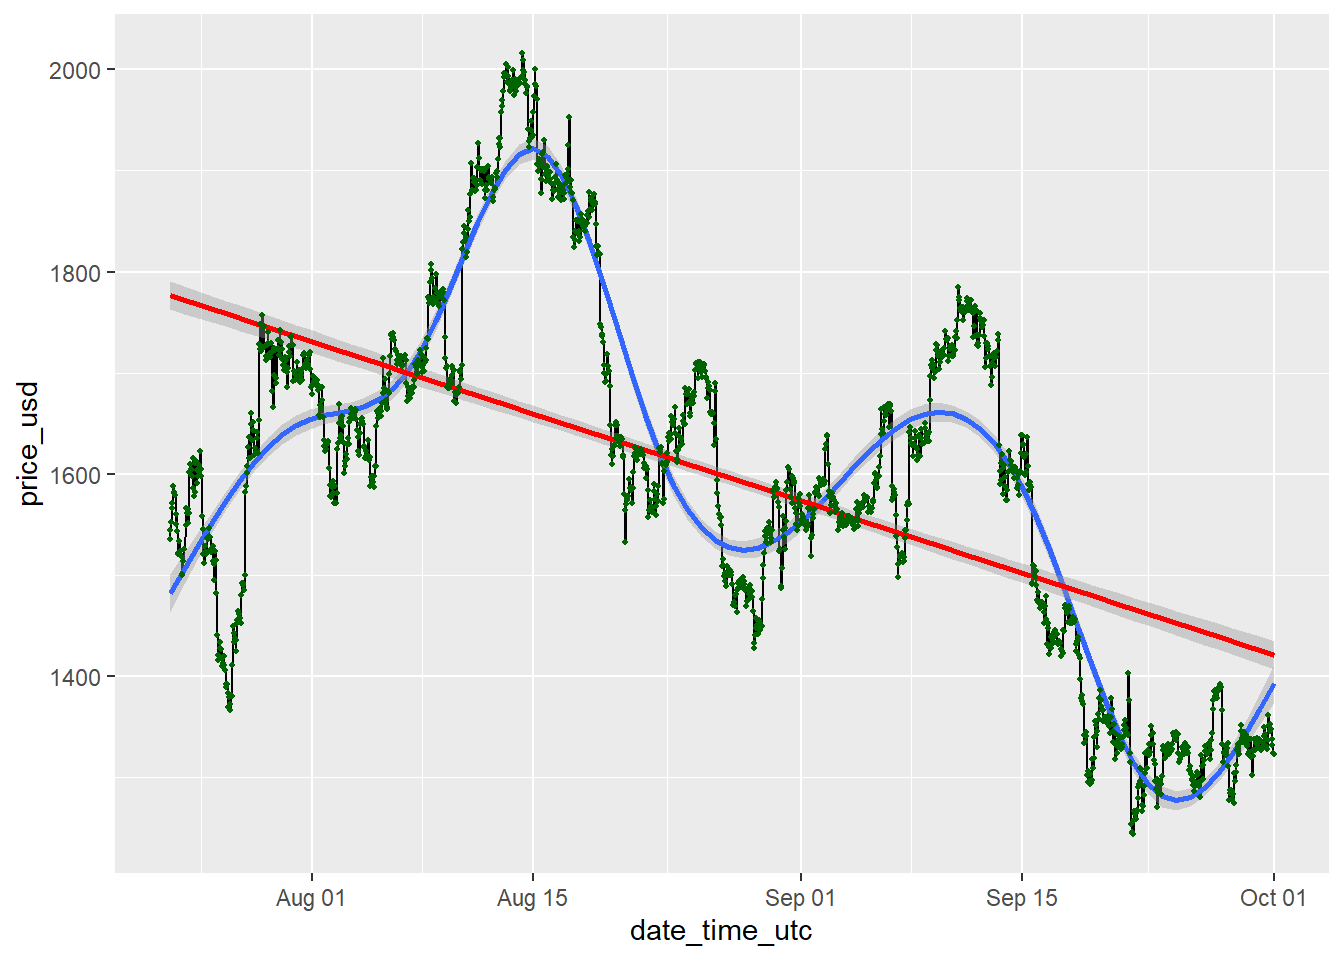 2000
1800
1600
1400
price_usd
Aug 01
Aug 15
Sep 01
Sep 15
Oct 01
date_time_utc